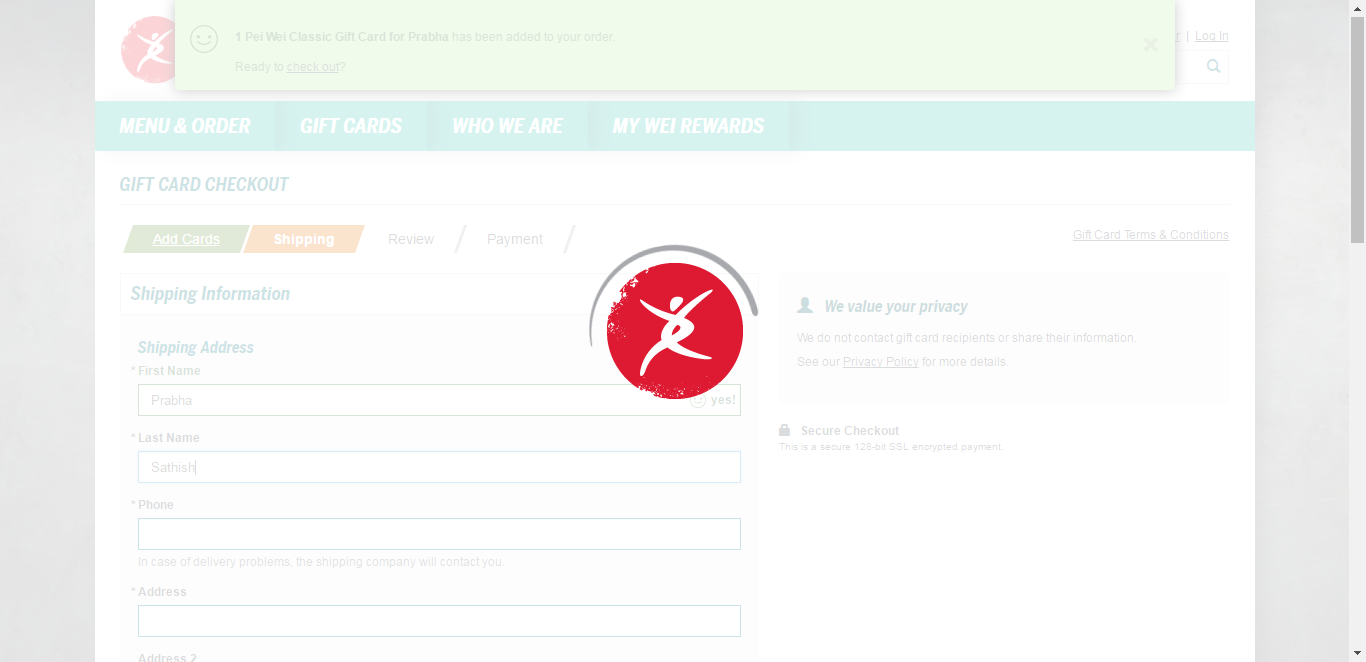 1 Pei Wei Classic Gift Card for Prabha has been added to your order.
Ready to check out?
| Log In
MENU & ORDER
GIFT CARDS
WHO WE ARE
MY WEI REWARDS
GIFT CARD CHECKOUT
Add Cards
Shipping
Review
Payment
Gift Card Terms & Conditions
Shipping Information
Shipping Address
* First Name
Prabha
yes!
* Last Name
Sathish
* Phone
In case of delivery problems, the shipping company will contact you.
* Address
Address 2
We value your privacy
We do not contact gift card recipients or share their information.
See our Privacy Policy for more details.
Secure Checkout
This is a secure 128-bit SSL encrypted payment.